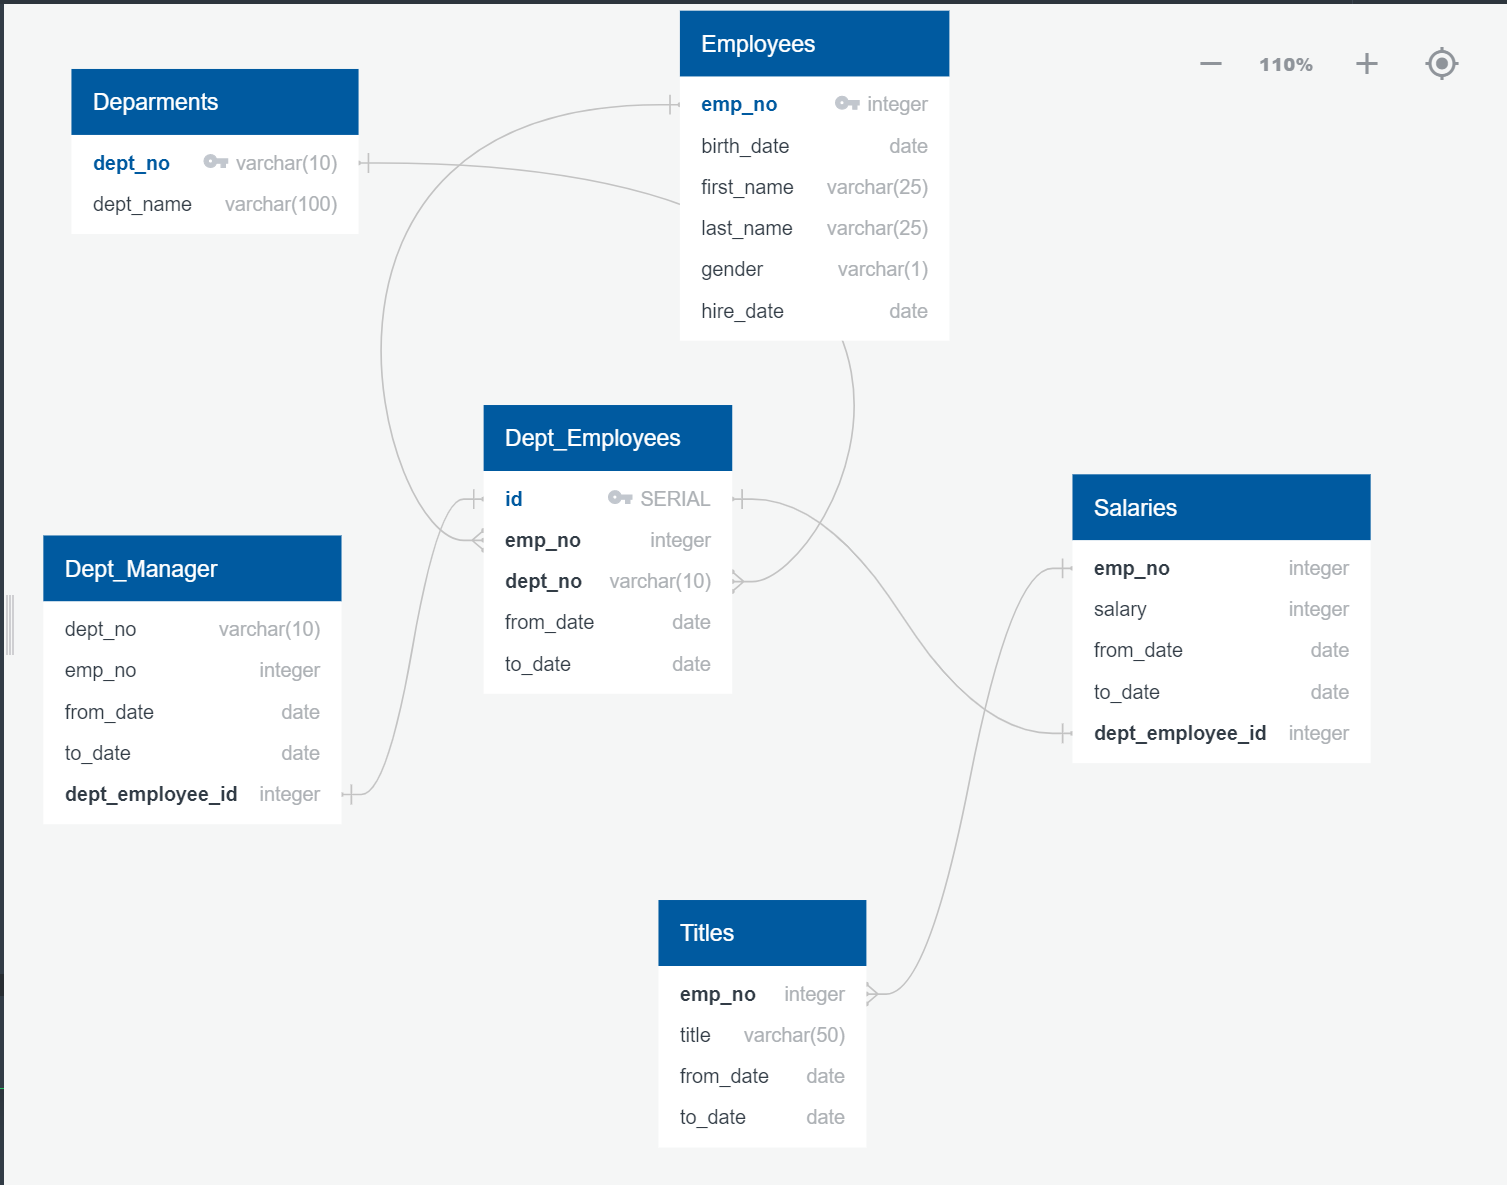 Employees
emp_no integer
birth_date date
first_name varchar(25)
last_name varchar(25)
gender varchar(1)
hire_date date
110%
Deparments
dept_no varchar(10)
dept_name varchar(100)
Dept_Employees
id SERIAL
emp_no integer
dept_no varchar(10)
from_date date
to_date date
Salaries
emp_no integer
salary integer
from_date date
to_date date
dept_employee_id integer
Dept_Manager
dept_no varchar(10)
emp_no integer
from_date date
to_date date
dept_employee_id integer
Titles
emp_no integer
title varchar(50)
from_date date
to_date date